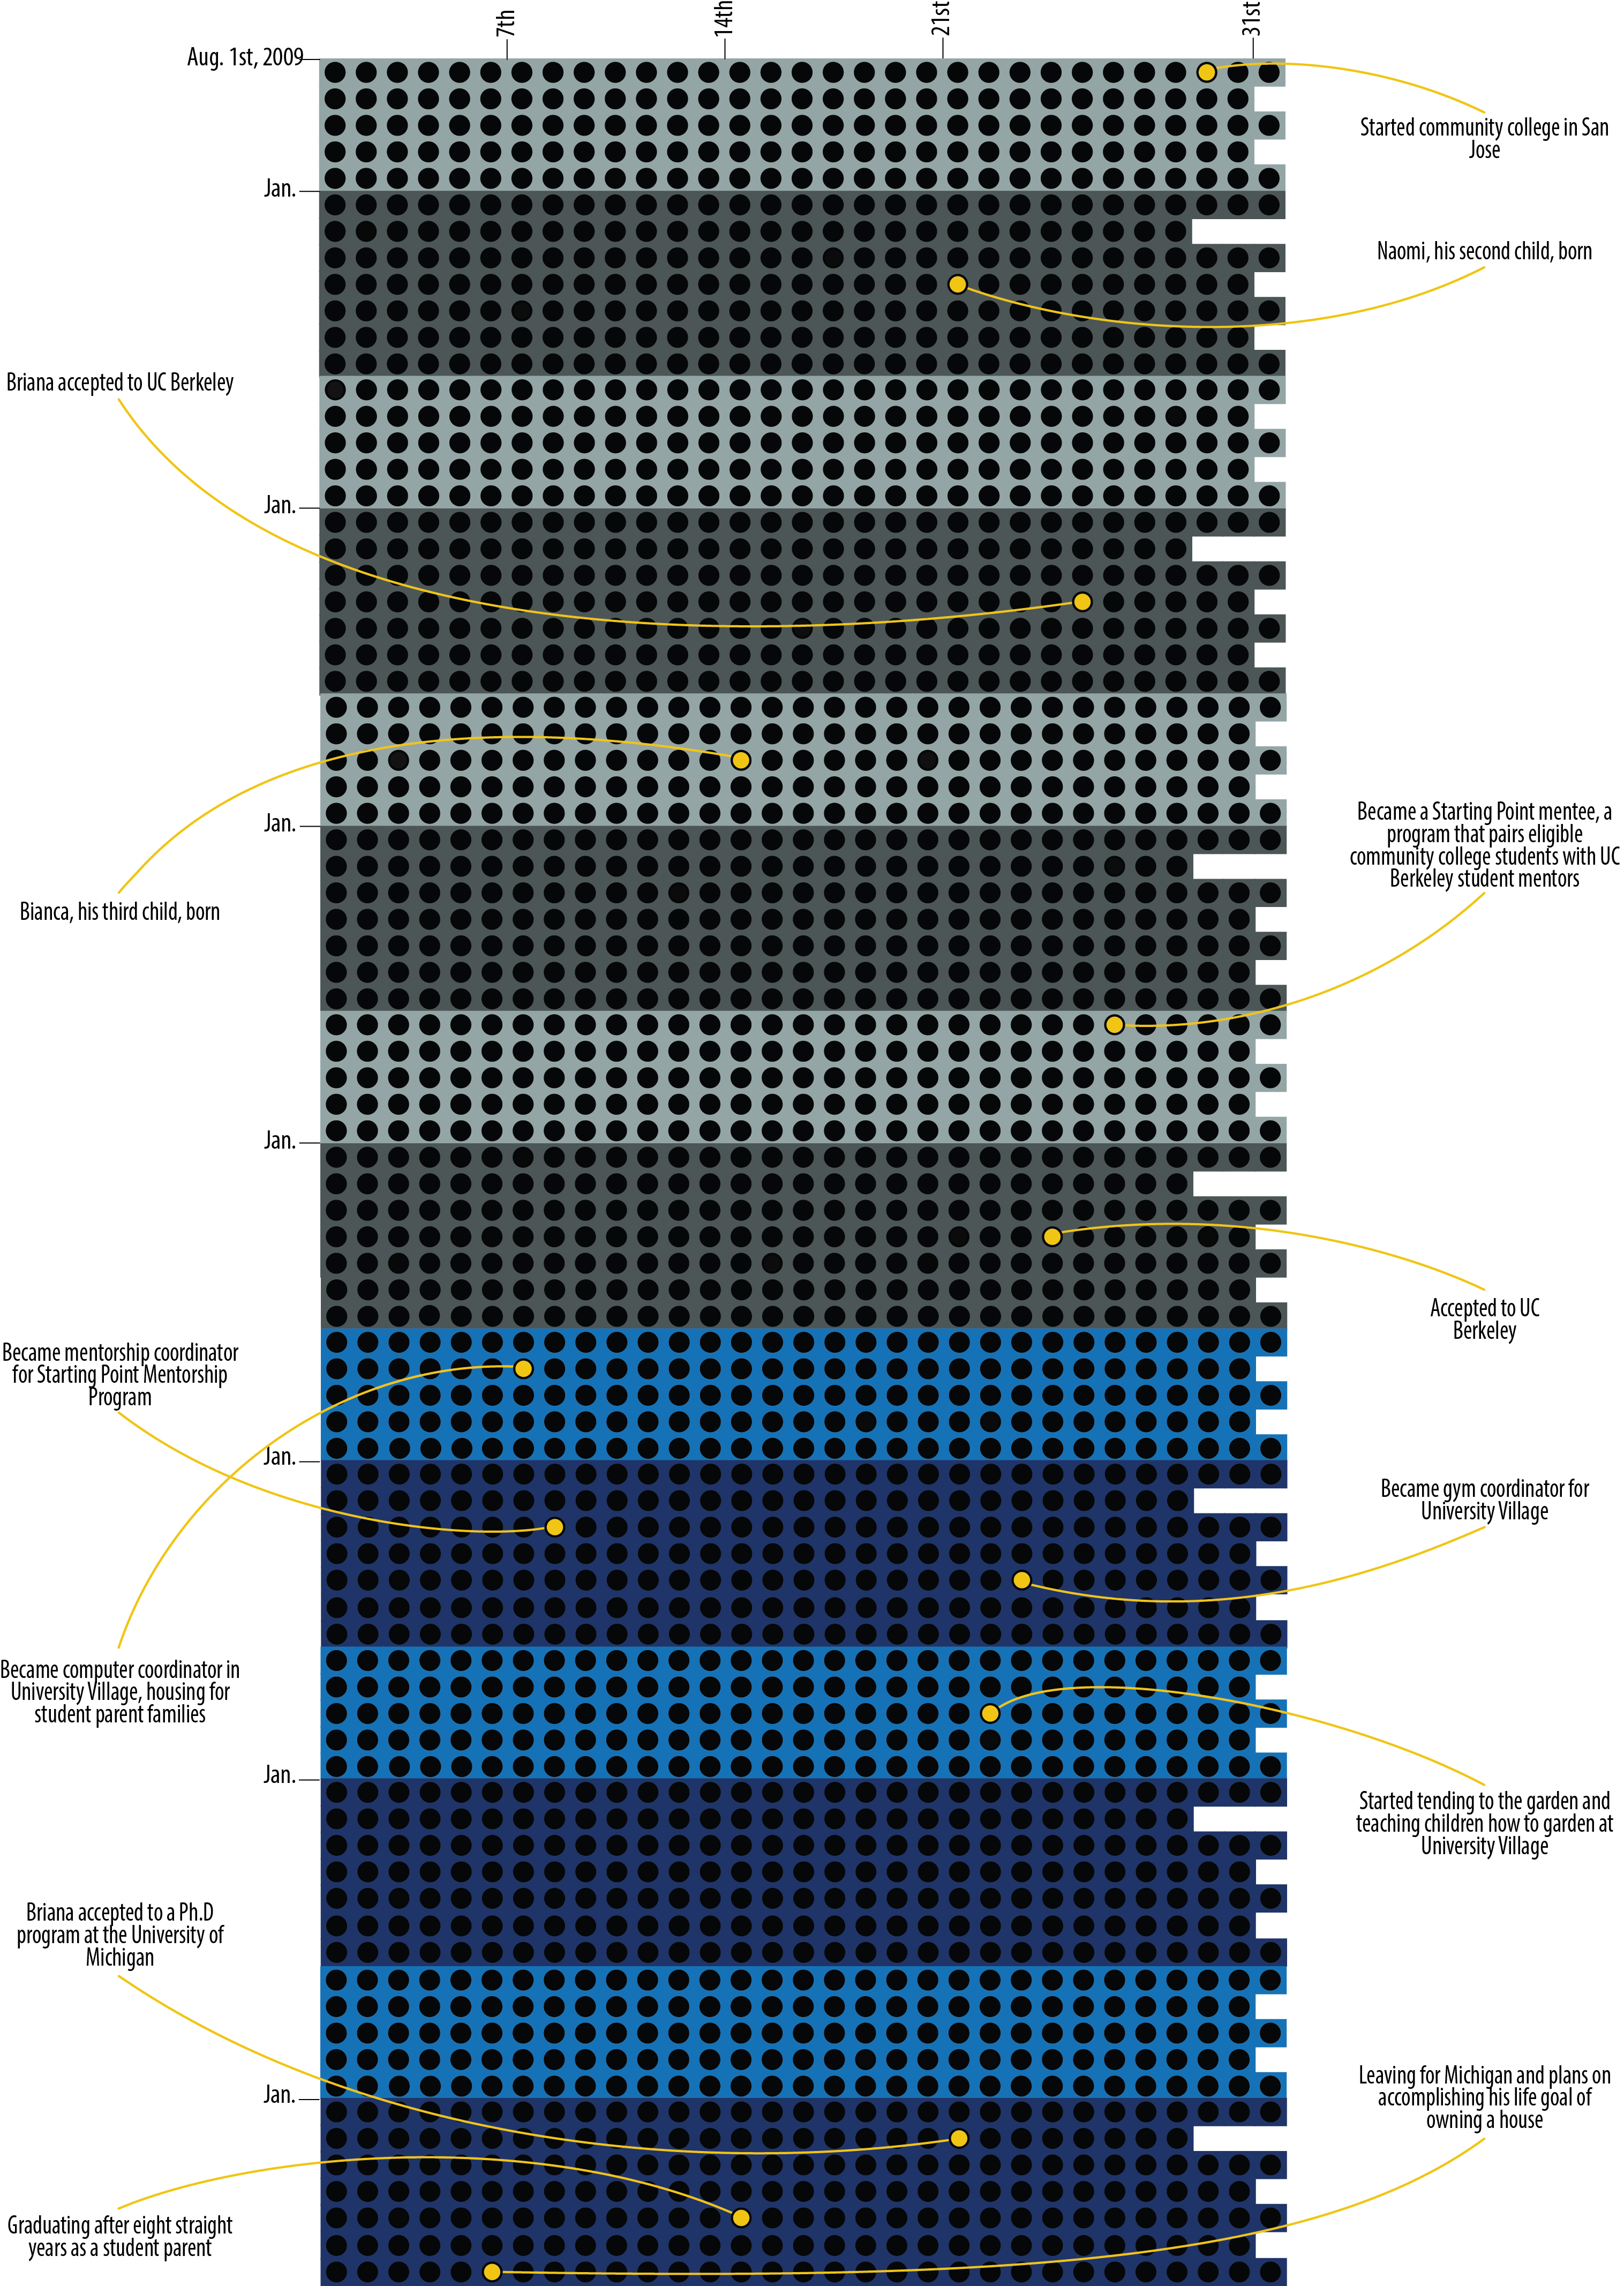 7th
14th
21st
31st
Aug. 1st, 2009
Started community college in San
Jose
Jan.
Naomi, his second child, born
Briana accepted to UC Berkeley
Jan.
Became a Starting Point mentee, a
program that pairs eligible
community college students with UC
Berkeley student mentors
Jan.
Bianca, his third child, born
Jan.
Accepted to UC
Berkeley
Became mentorship coordinator
for Starting Point Mentorship
Program
Jan.
Became gym coordinator for
University Village
Became computer coordinator in
University Village, housing for
student parent families
Jan.
Started tending to the garden and
teaching children how to garden at
University Village
Briana accepted to a Ph.D
program at the University of
Michigan
Leaving for Michigan and plans on
accomplishing his life goal of
owning a house
Jan.
Graduating after eight straight
years as a student parent